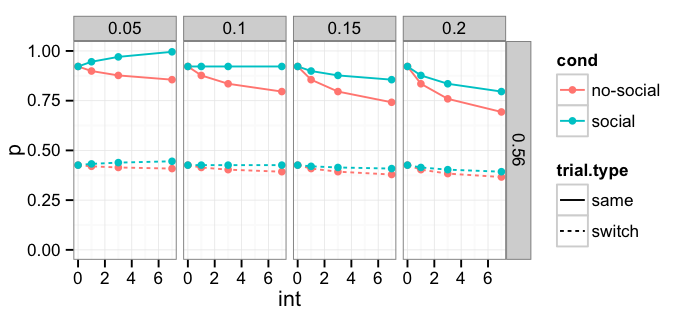 0.05 0.1 0.15 0.2
1.00
0.75
0.50
0.25
0.00
p
0 2 4 6 0 2 4 6 0 2 4 6 0 2 4 6
int
0.56
cond
no-social
social
trial.type
same
switch